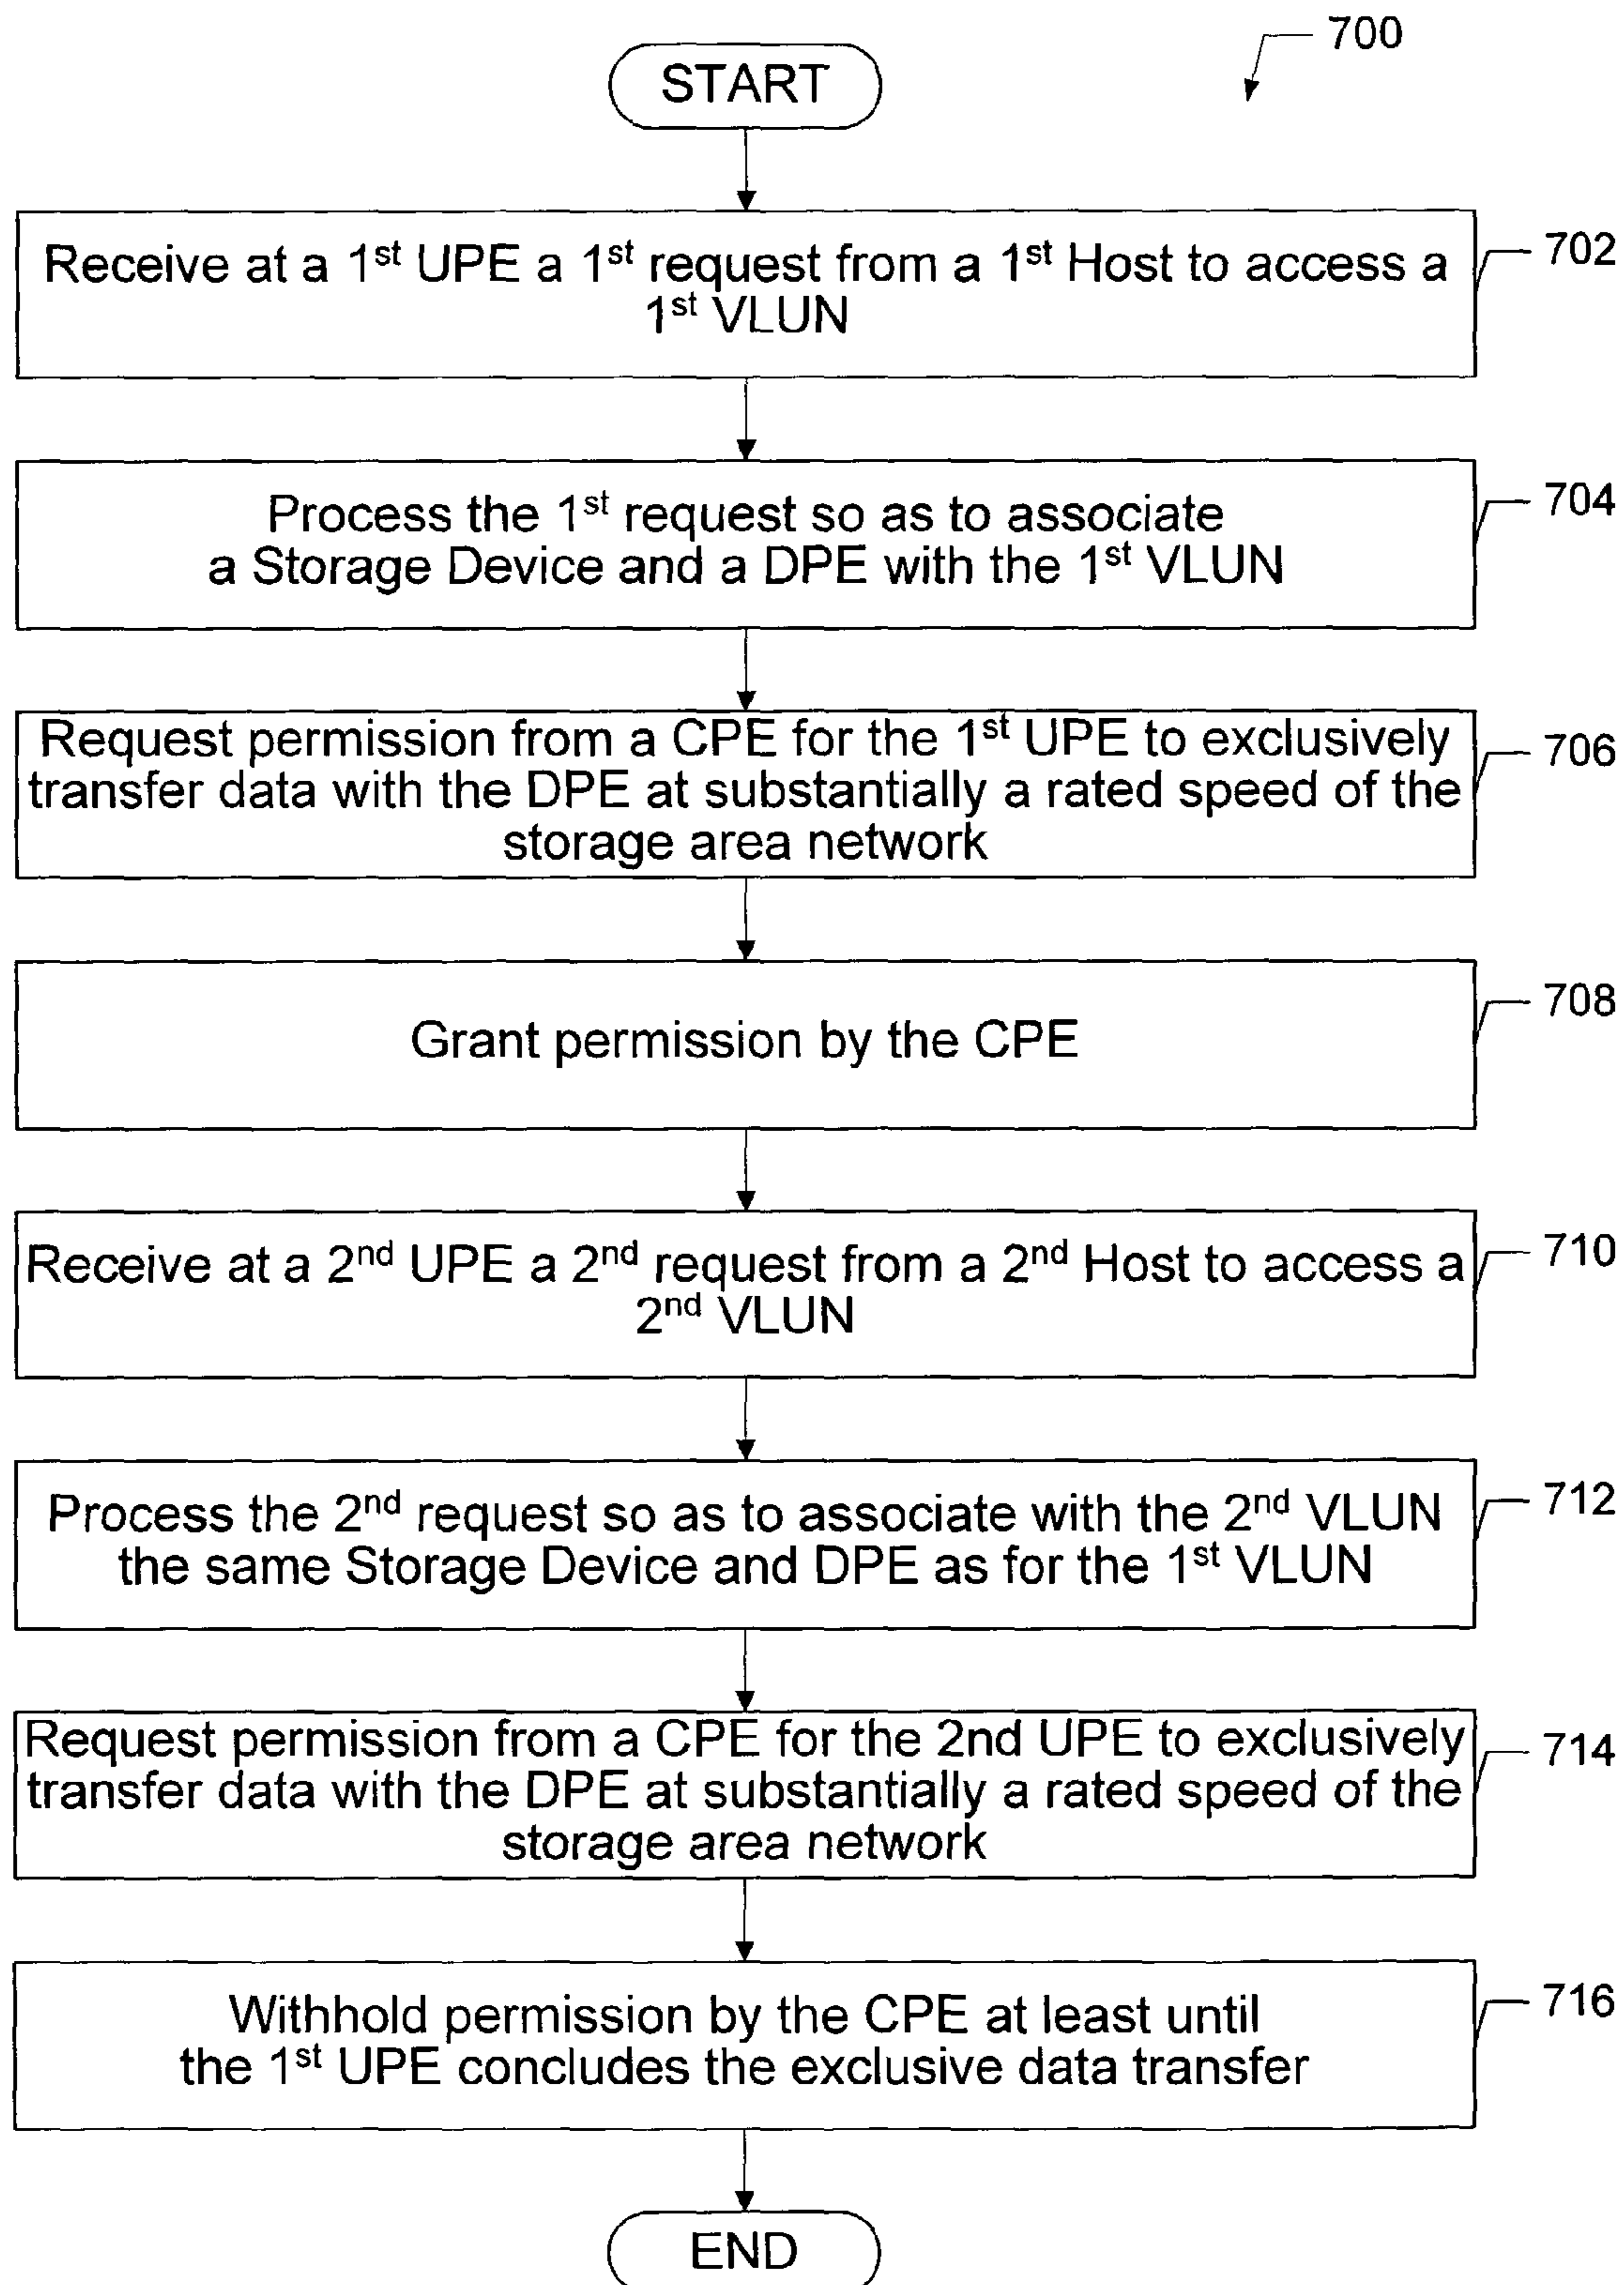 700
START
Receive at a 1st UPE a 1st request from a 1st Host to access a
1st VLUN
702
Process the 1st request so as to associate
a Storage Device and a DPE with the 1st VLUN
704
Request permission from a CPE for the 1st UPE to exclusively
transfer data with the DPE at substantially a rated speed of the
storage area network
706
Grant permission by the CPE
708
Receive at a 2nd UPE a 2nd request from a 2nd Host to access a
2nd VLUN
710
Process the 2nd request so as to associate with the 2nd VLUN
the same Storage Device and DPE as for the 1st VLUN
712
Request permission from a CPE for the 2nd UPE to exclusively
transfer data with the DPE at substantially a rated speed of the
storage area network
714
Withhold permission by the CPE at least until
the 1st UPE concludes the exclusive data transfer
716
END